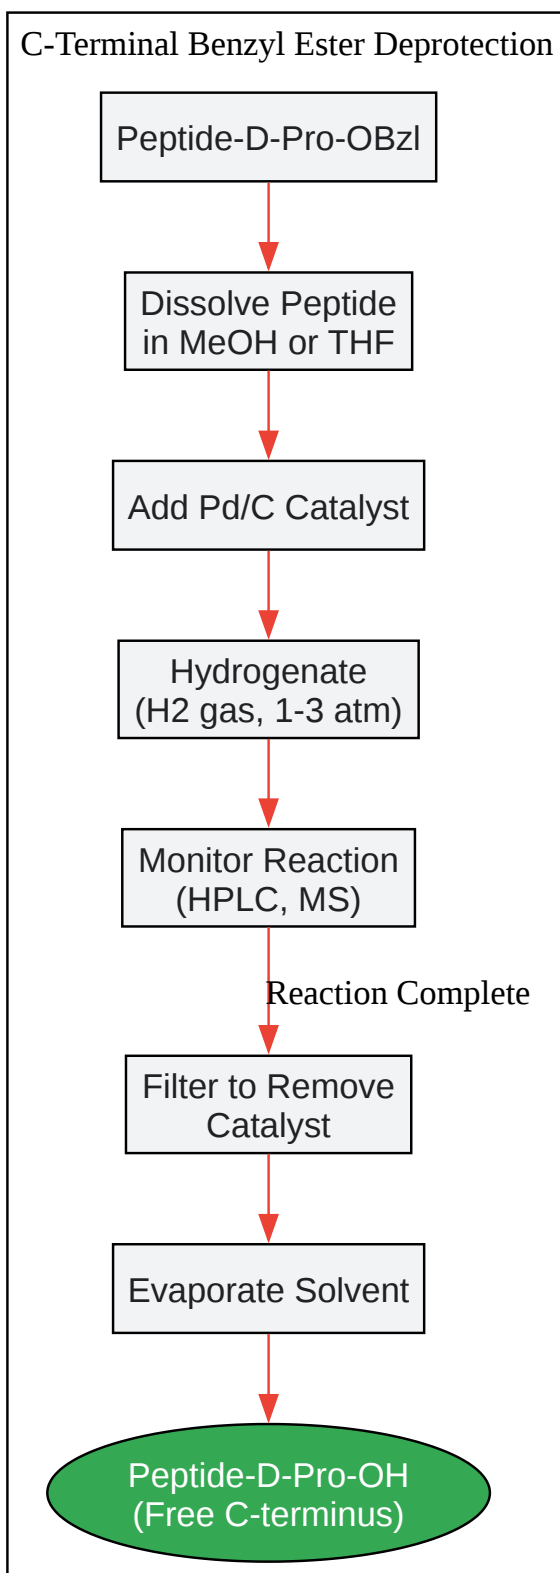 C-Terminal Benzyl Ester Deprotection
Peptide-D-Pro-OBzl
Dissolve Peptide
in MeOH or THF
Add Pd/C Catalyst
Hydrogenate
(H2 gas, 1-3 atm)
Monitor Reaction
(HPLC, MS)
Reaction Complete
Filter to Remove
Catalyst
Evaporate Solvent
Peptide-D-Pro-OH
(Free C-terminus)